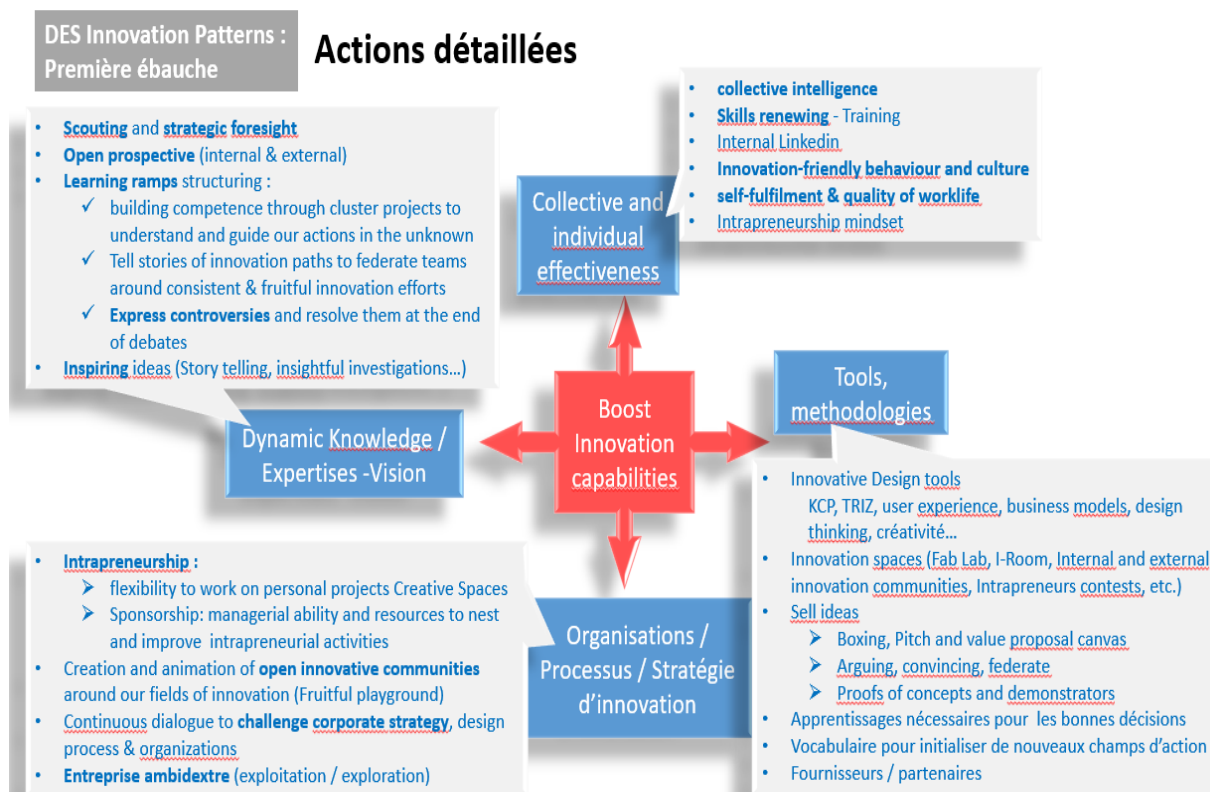 DES Innovation Patterns :
Première ébauche
Actions détaillées
• collective intelligence
• Skills renewing - Training
• Internal Linkedin
• Innovation-friendly behaviour and culture
• self-fulfilment & quality of worklife
• Intrapreneurship mindset
• Scouting and strategic foresight
• Open prospective (internal & external)
• Learning ramps structuring :
✓ building competence through cluster projects to
understand and guide our actions in the unknown
✓ Tell stories of innovation paths to federate teams
around consistent & fruitful innovation efforts
✓ Express controversies and resolve them at the end
of debates
• Inspiring ideas (Story telling, insightful investigations...)
Collective and
individual
effectiveness
Tools,
methodologies
Boost
Innovation
capabilities
Dynamic Knowledge /
Expertises -Vision
• Innovative Design tools
KCP, TRIZ, user experience, business models, design
thinking, créativité...
• Innovation spaces (Fab Lab, I-Room, Internal and external
innovation communities, Intrapreneurs contests, etc.)
• Sell ideas
➢ Boxing, Pitch and value proposal canvas
➢ Arguing, convincing, federate
➢ Proofs of concepts and demonstrators
• Apprentissages nécessaires pour les bonnes décisions
• Vocabulaire pour initialiser de nouveaux champs d'action
• Fournisseurs / partenaires
• Intrapreneurship :
➢ flexibility to work on personal projects Creative Spaces
➢ Sponsorship: managerial ability and resources to nest
and improve intrapreneurial activities
• Creation and animation of open innovative communities
around our fields of innovation (Fruitful playground)
• Continuous dialogue to challenge corporate strategy, design
process & organizations
• Entreprise ambidextre (exploitation / exploration)
Organisations /
Processus / Stratégie
d'innovation